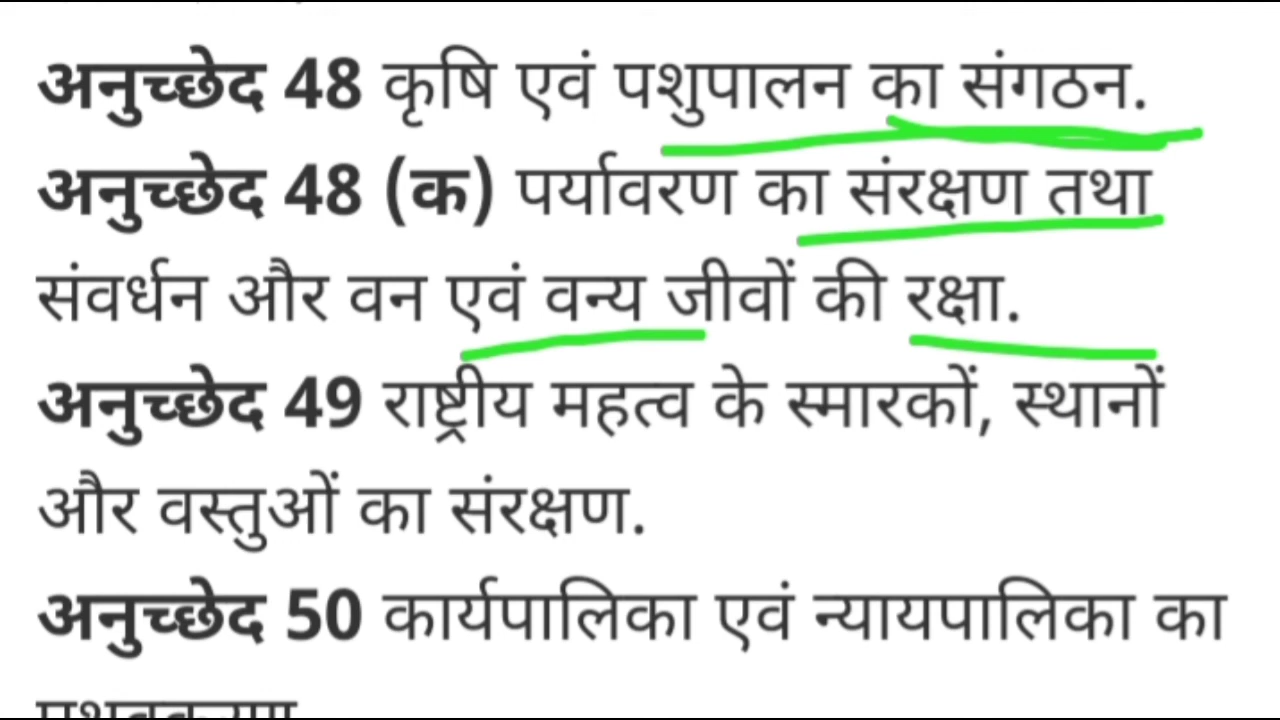 अनुच्छेद 48 कृषि एवं पशुपालन का संगठन.
अनुच्छेद 48 (क) पर्यावरण का संरक्षण तथा
संवर्धन और वन एवं वन्य जीवों की रक्षा.
अनुच्छेद 49 राष्ट्रीय महत्व के स्मारकों, स्थानों
और वस्तुओं का संरक्षण.
अनुच्छेद 50 कार्यपालिका एवं न्यायपालिका का